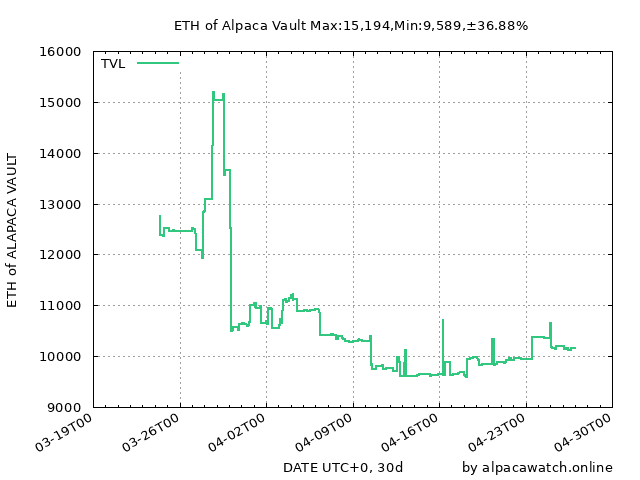 ETH of Alpaca Vault Max:15,194,Min:9,589,±36.88%
TVL
ETH of ALAPACA VAULT
16000
15000
14000
13000
12000
11000
10000
9000
03-19T00
03-26T00
04-02T00
04-09T00
04-16T00
04-23T00
04-30T00
DATE UTC+0, 30d
by alpacawatch.online